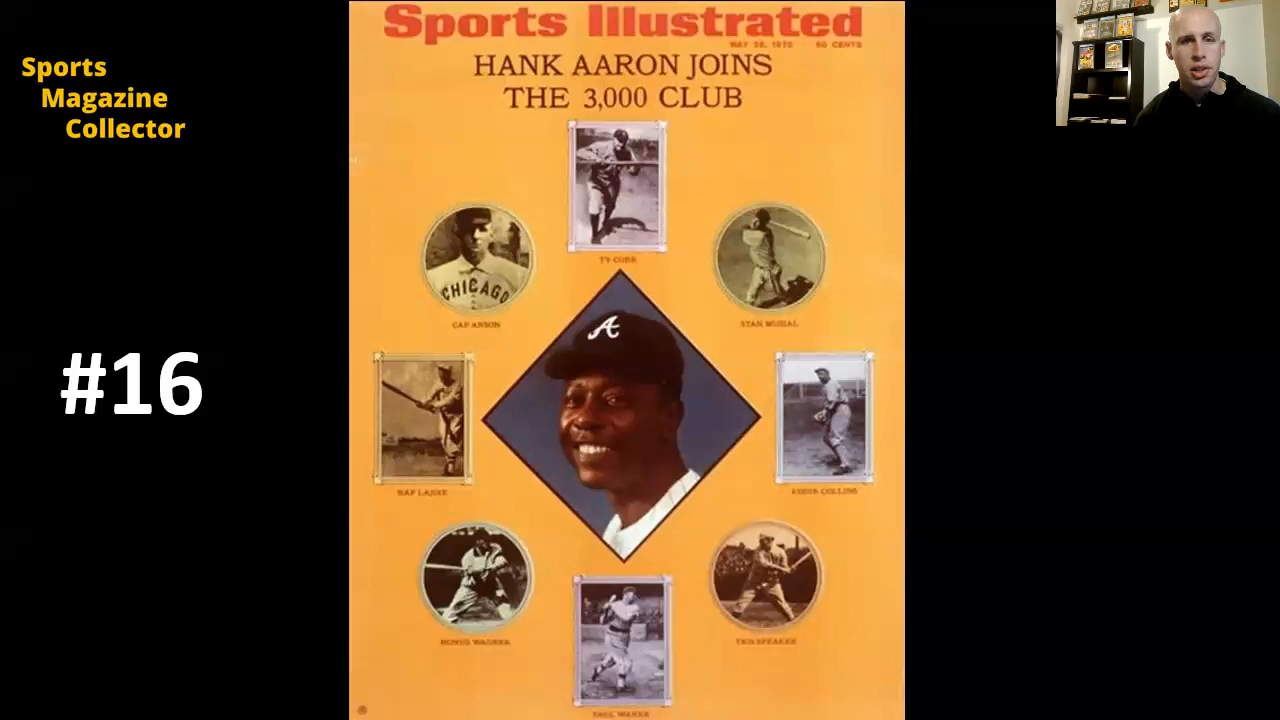 Sports
Magazine
Collector
#16
Sports Illustrated
MAY 25, 1970 60 CENTS
HANK AARON JOINS
THE 3,000 CLUB
TY COBB
CAP ANSON
STAN MUSIAL
A
CHICAGO
NAP LAJOIE
EDDIE COLLINS
HONUS WAGNER
TRIS SPEAKER
PAUL WANER